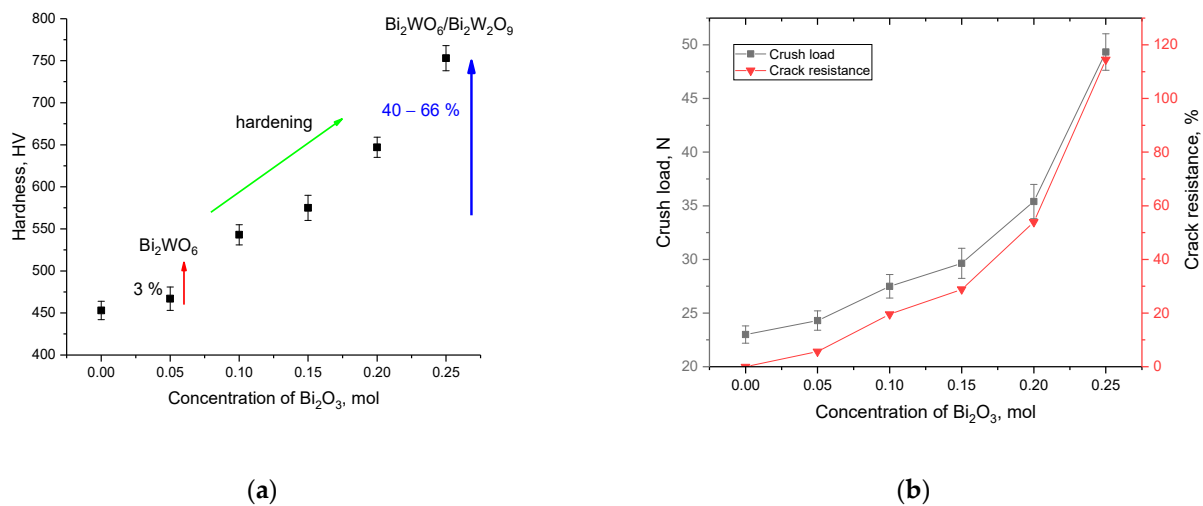 800
750
700
650
600
550
500
450
400
Hardness, HV
Bi₂WO₆/Bi₂W₂O₉
40 – 66 %
hardening
Bi₂WO₆
3 %
0.00 0.05 0.10 0.15 0.20 0.25
Concentration of Bi₂O₃, mol
(a)
50
45
40
35
30
25
20
Crush load, N
Crush load
Crack resistance
120
100
80
60
40
20
0
Crack resistance, %
0.00 0.05 0.10 0.15 0.20 0.25
Concentration of Bi₂O₃, mol
(b)